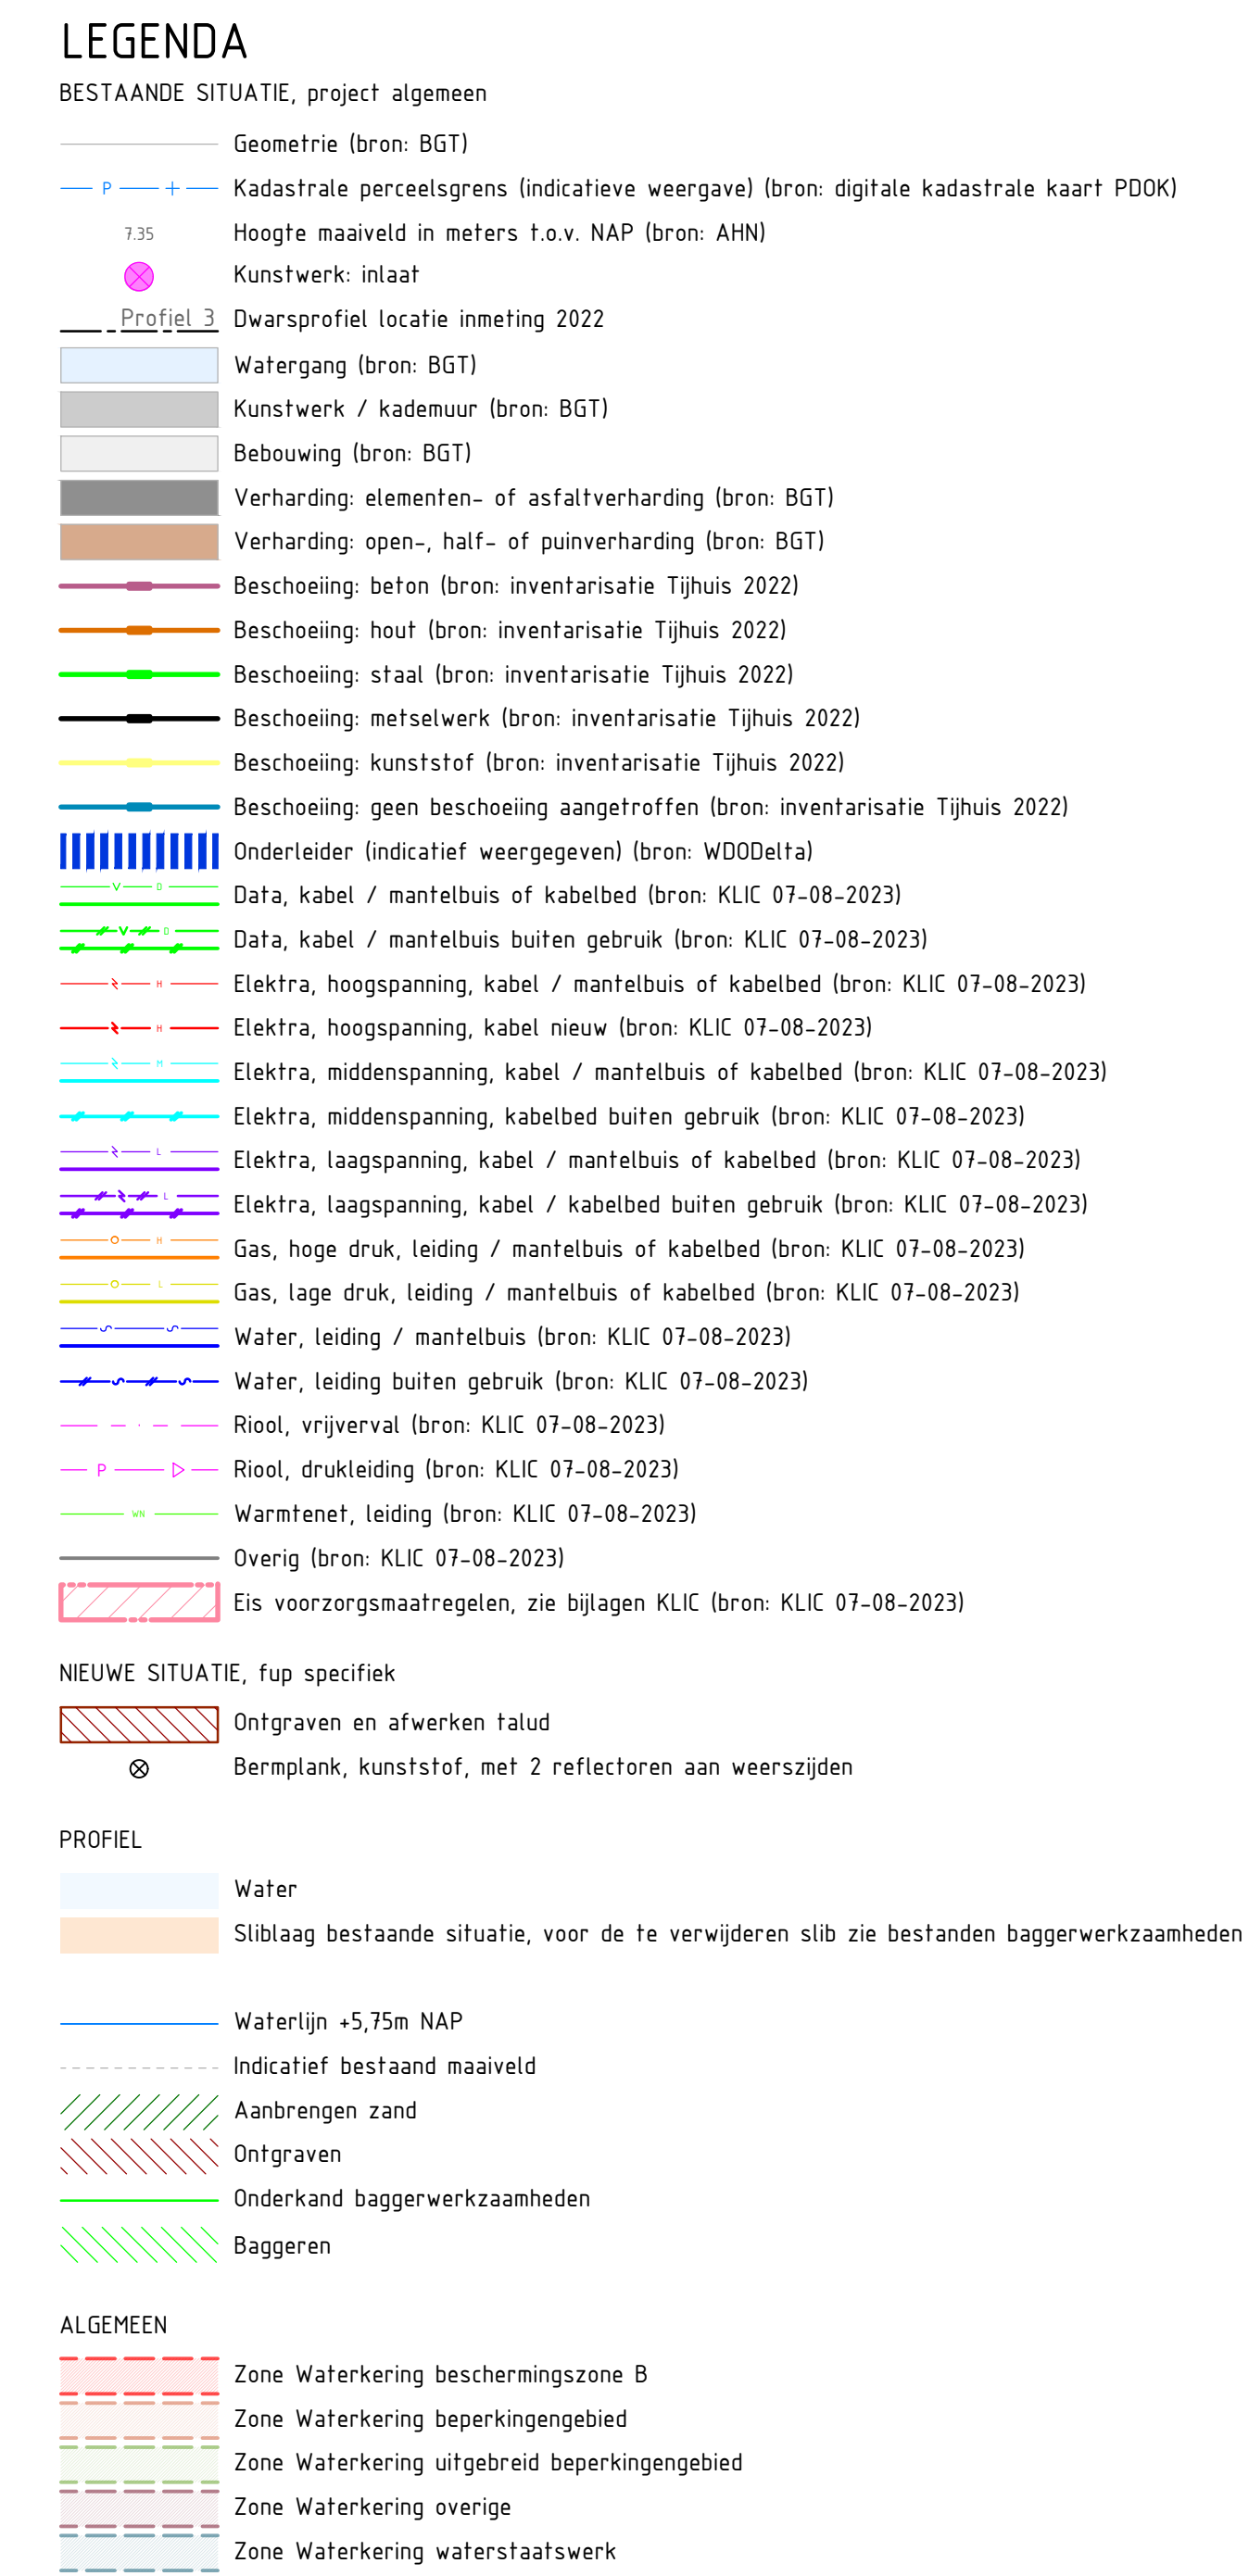 LEGENDA
BESTAANDE SITUATIE, project algemeen
Geometrie (bron: BGT)
P Kadastrale perceelsgrens (indicatieve weergave) (bron: digitale kadastrale kaart PDOK)
7.35 Hoogte maaiveld in meters t.o.v. NAP (bron: AHN)
Kunstwerk: inlaat
Profiel 3 Dwarsprofiel locatie inmeting 2022
Watergang (bron: BGT)
Kunstwerk / kademuur (bron: BGT)
Bebouwing (bron: BGT)
Verharding: elementen- of asfaltverharding (bron: BGT)
Verharding: open-, half- of puinverharding (bron: BGT)
Beschoeiing: beton (bron: inventarisatie Tijhuis 2022)
Beschoeiing: hout (bron: inventarisatie Tijhuis 2022)
Beschoeiing: staal (bron: inventarisatie Tijhuis 2022)
Beschoeiing: metselwerk (bron: inventarisatie Tijhuis 2022)
Beschoeiing: kunststof (bron: inventarisatie Tijhuis 2022)
Beschoeiing: geen beschoeiing aangetroffen (bron: inventarisatie Tijhuis 2022)
Onderleider (indicatief weergegeven) (bron: WDODelta)
V D Data, kabel / mantelbuis of kabelbed (bron: KLIC 07-08-2023)
V D Data, kabel / mantelbuis buiten gebruik (bron: KLIC 07-08-2023)
H Elektra, hoogspanning, kabel / mantelbuis of kabelbed (bron: KLIC 07-08-2023)
H Elektra, hoogspanning, kabel nieuw (bron: KLIC 07-08-2023)
M Elektra, middenspanning, kabel / mantelbuis of kabelbed (bron: KLIC 07-08-2023)
Elektra, middenspanning, kabelbed buiten gebruik (bron: KLIC 07-08-2023)
L Elektra, laagspanning, kabel / mantelbuis of kabelbed (bron: KLIC 07-08-2023)
L Elektra, laagspanning, kabel / kabelbed buiten gebruik (bron: KLIC 07-08-2023)
H Gas, hoge druk, leiding / mantelbuis of kabelbed (bron: KLIC 07-08-2023)
L Gas, lage druk, leiding / mantelbuis of kabelbed (bron: KLIC 07-08-2023)
Water, leiding / mantelbuis (bron: KLIC 07-08-2023)
Water, leiding buiten gebruik (bron: KLIC 07-08-2023)
Riool, vrijverval (bron: KLIC 07-08-2023)
P Riool, drukleiding (bron: KLIC 07-08-2023)
WN Warmtenet, leiding (bron: KLIC 07-08-2023)
Overig (bron: KLIC 07-08-2023)
Eis voorzorgsmaatregelen, zie bijlagen KLIC (bron: KLIC 07-08-2023)
NIEUWE SITUATIE, fup specifiek
Ontgraven en afwerken talud
Bermplank, kunststof, met 2 reflectoren aan weerszijden
PROFIEL
Water
Sliblaag bestaande situatie, voor de te verwijderen slib zie bestanden baggerwerkzaamheden
Waterlijn +5,75m NAP
Indicatief bestaand maaiveld
Aanbrengen zand
Ontgraven
Onderkand baggerwerkzaamheden
Baggeren
ALGEMEEN
Zone Waterkering beschermingszone B
Zone Waterkering beperkingengebied
Zone Waterkering uitgebreid beperkingengebied
Zone Waterkering overige
Zone Waterkering waterstaatswerk